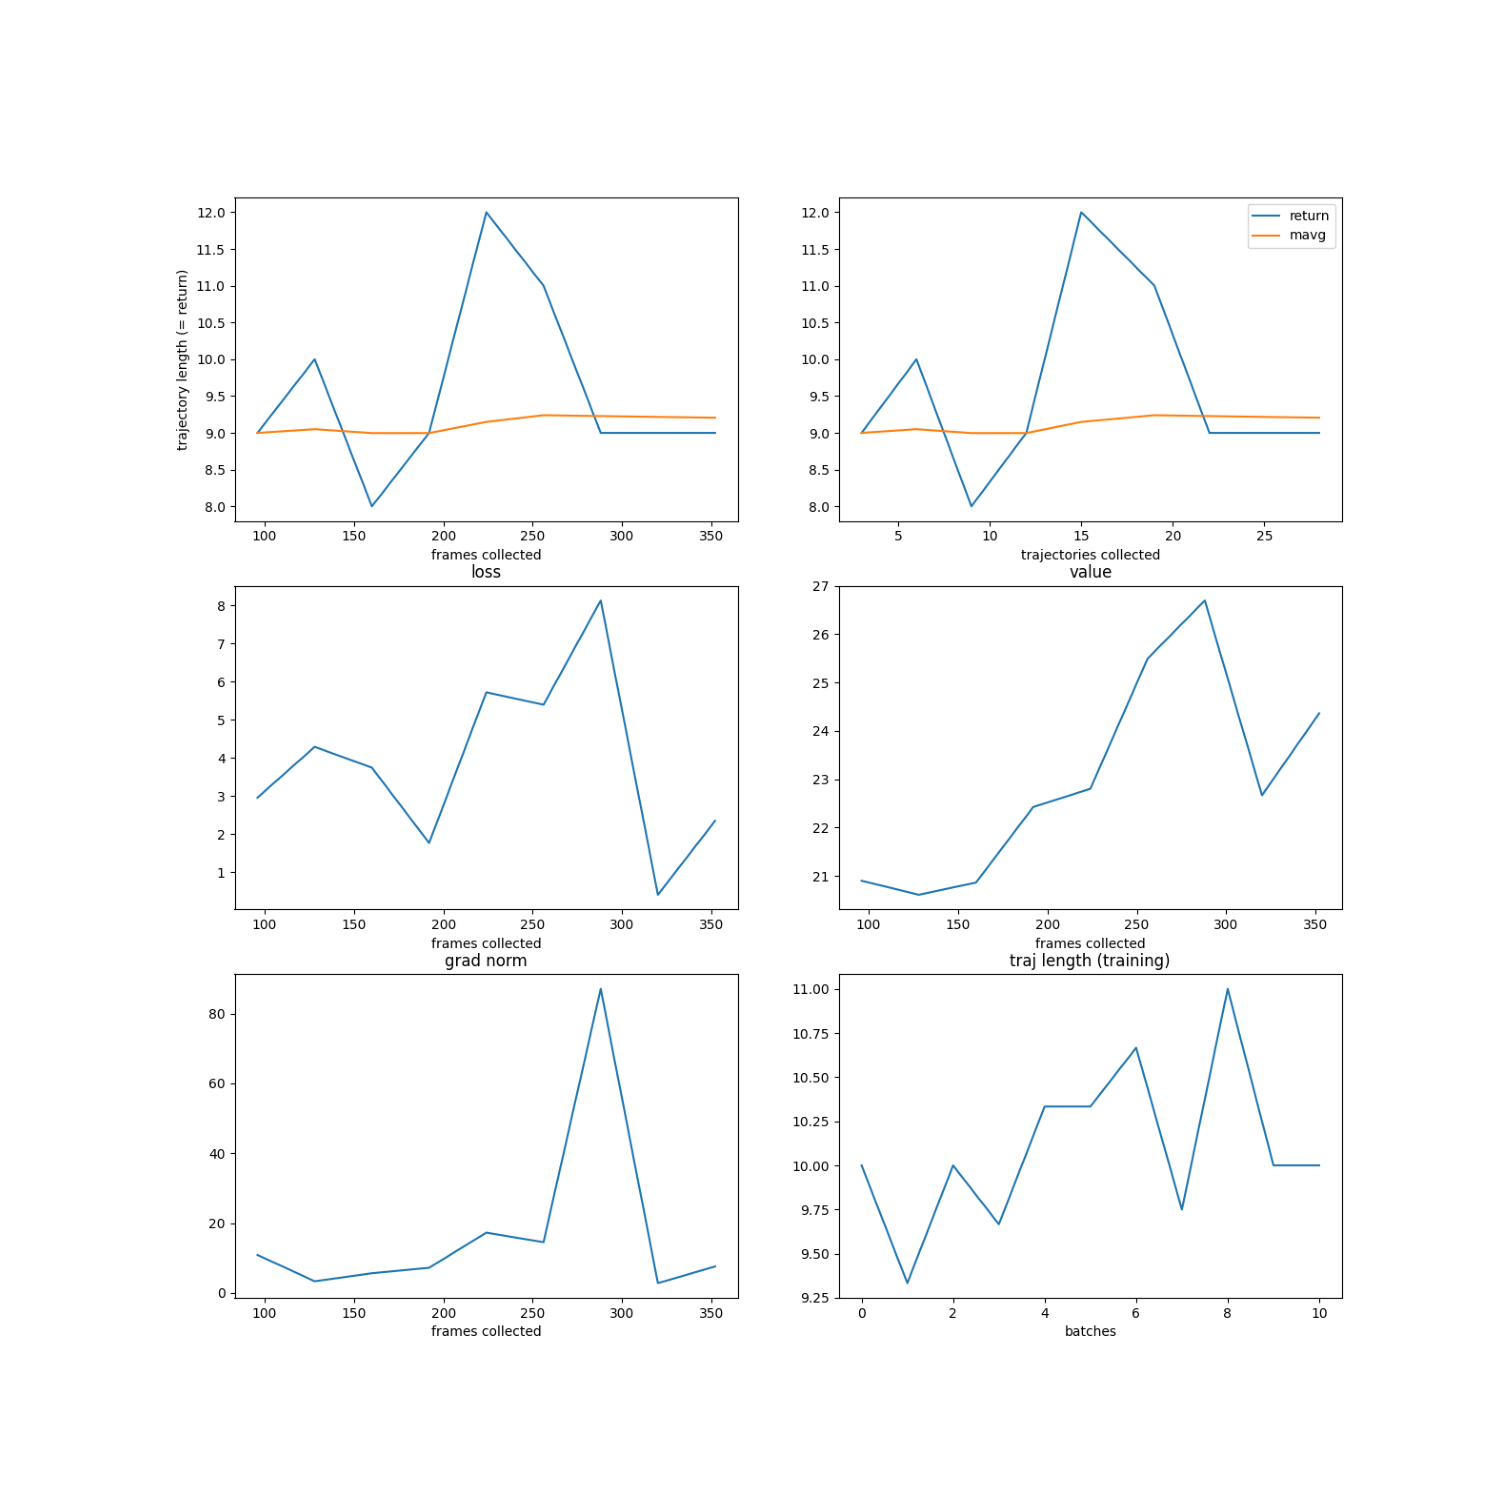 trajectory length (= return)
12.0
11.5
11.0
10.5
10.0
9.5
9.0
8.5
8.0
100 150 200 250 300 350
frames collected
return
mavg
12.0
11.5
11.0
10.5
10.0
9.5
9.0
8.5
8.0
5 10 15 20 25
trajectories collected
loss
8
7
6
5
4
3
2
1
100 150 200 250 300 350
frames collected
value
27
26
25
24
23
22
21
100 150 200 250 300 350
frames collected
grad norm
80
60
40
20
0
100 150 200 250 300 350
frames collected
traj length (training)
11.00
10.75
10.50
10.25
10.00
9.75
9.50
9.25
0 2 4 6 8 10
batches